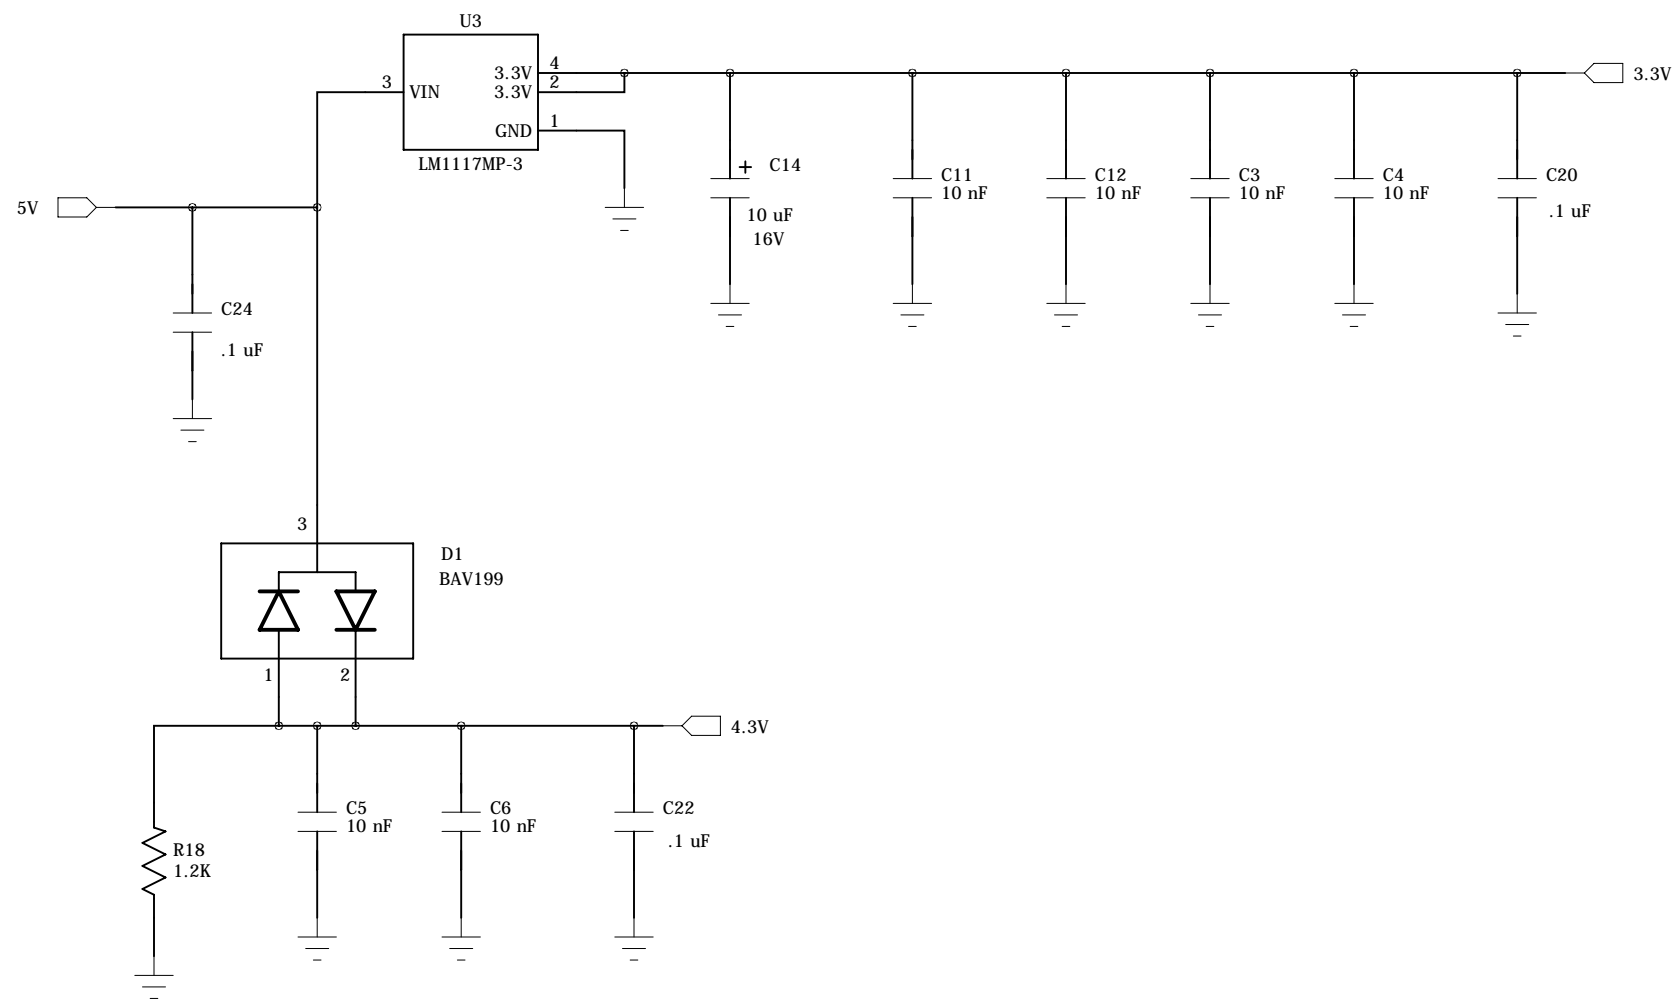 U3
3
VIN
3.3V
4
3.3V
2
GND
1
LM1117MP-3
3.3V
5V
+
C14
10 uF
16V
C11
10 nF
C12
10 nF
C3
10 nF
C4
10 nF
C20
.1 uF
C24
.1 uF
3
D1
BAV199
1
2
4.3V
C5
10 nF
C6
10 nF
C22
.1 uF
R18
1.2K